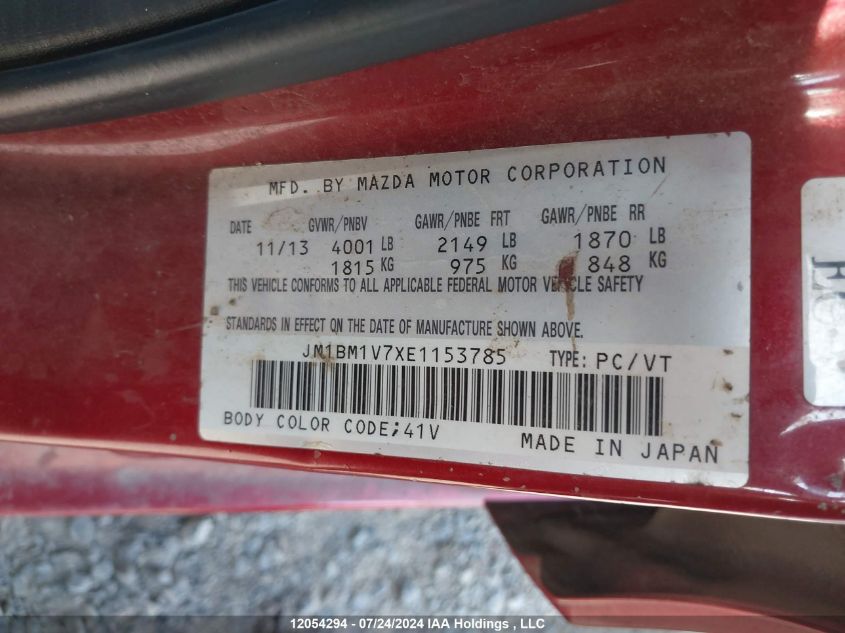 MFD. BY MAZDA MOTOR CORPORATION
DATE GVWR/PNBV GAWR/PNBE FRT GAWR/PNBE RR
11/13 4001 LB 2149 LB 1870 LB
1815 KG 975 KG 848 KG
THIS VEHICLE CONFORMS TO ALL APPLICABLE FEDERAL MOTOR VEHICLE SAFETY
STANDARDS IN EFFECT ON THE DATE OF MANUFACTURE SHOWN ABOVE.
JM1BM1V7XE1153785 TYPE: PC/VT
BODY COLOR CODE;41V
MADE IN JAPAN
12054294 - 07/24/2024 IAA Holdings , LLC